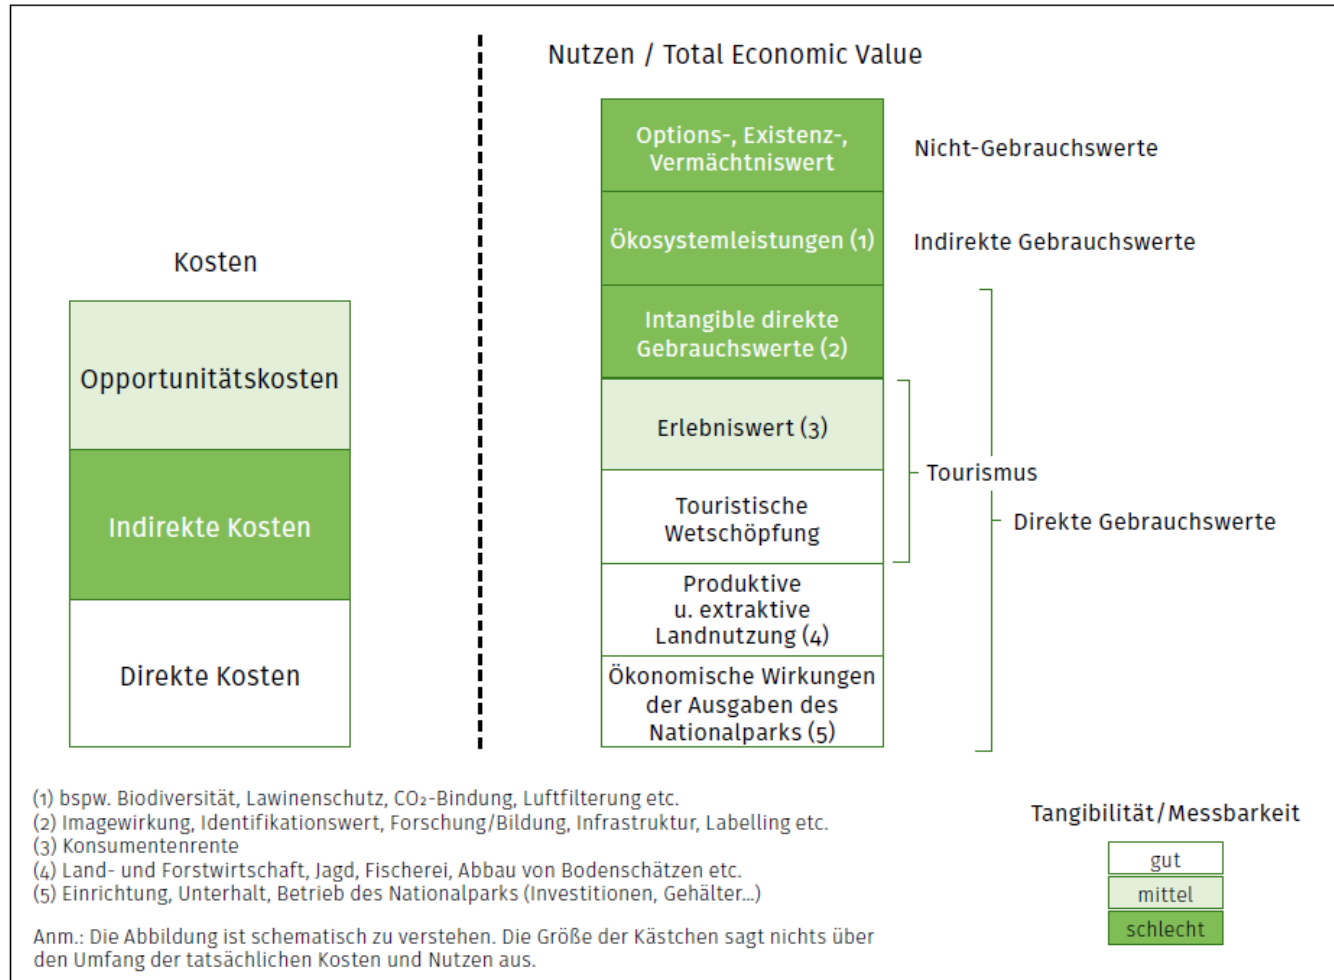 Nutzen / Total Economic Value
Kosten
Opportunitätskosten
Indirekte Kosten
Direkte Kosten
Options-, Existenz-,
Vermächtniswert
Nicht-Gebrauchswerte
Ökosystemleistungen (1)
Indirekte Gebrauchswerte
Intangible direkte
Gebrauchswerte (2)
Erlebniswert (3)
Touristische
Wetschöpfung
Tourismus
Produktive
u. extraktive
Landnutzung (4)
Ökonomische Wirkungen
der Ausgaben des
Nationalparks (5)
Direkte Gebrauchswerte
(1) bspw. Biodiversität, Lawinenschutz, CO₂-Bindung, Luftfilterung etc.
(2) Imagewirkung, Identifikationswert, Forschung/Bildung, Infrastruktur, Labelling etc.
(3) Konsumentenrente
(4) Land- und Forstwirtschaft, Jagd, Fischerei, Abbau von Bodenschätzen etc.
(5) Einrichtung, Unterhalt, Betrieb des Nationalparks (Investitionen, Gehälter...)
Anm.: Die Abbildung ist schematisch zu verstehen. Die Größe der Kästchen sagt nichts über
den Umfang der tatsächlichen Kosten und Nutzen aus.
Tangibilität/Messbarkeit
gut
mittel
schlecht